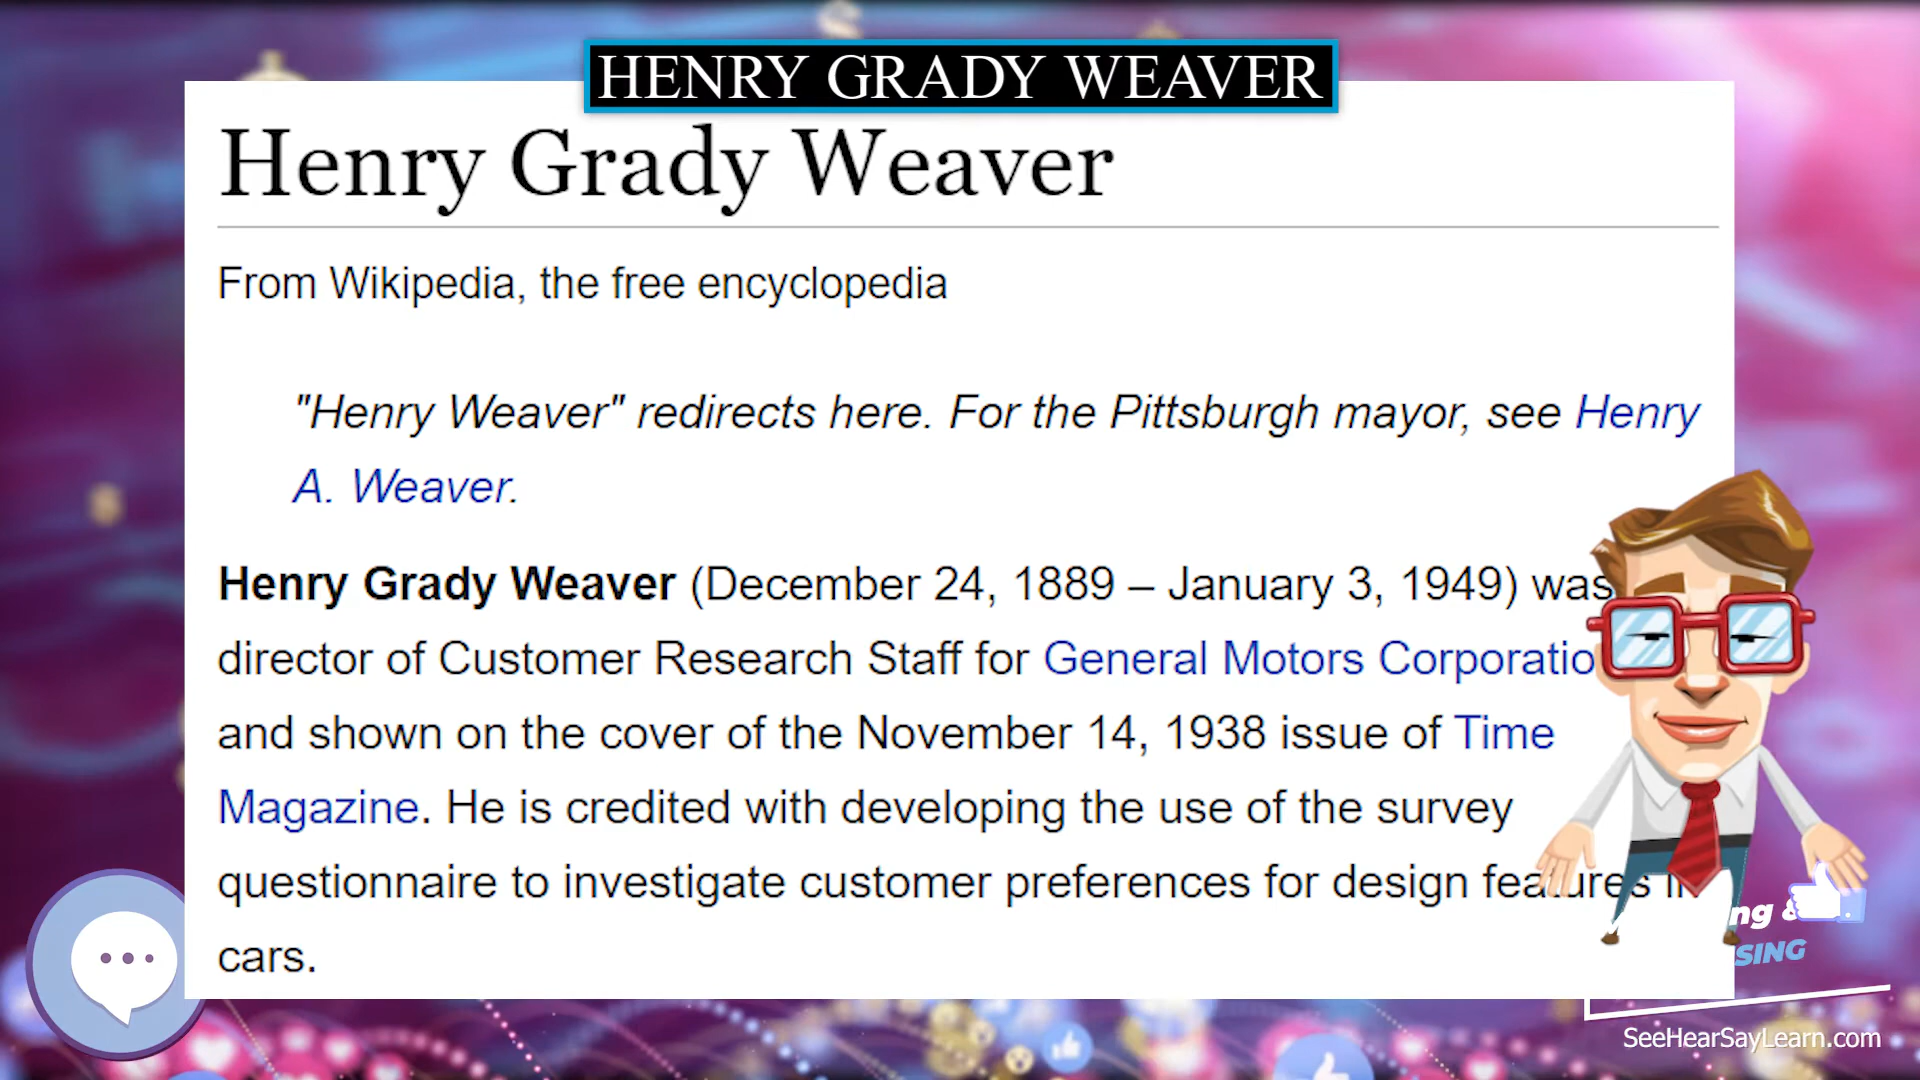 HENRY GRADY WEAVER
Henry Grady Weaver
From Wikipedia, the free encyclopedia
"Henry Weaver" redirects here. For the Pittsburgh mayor, see Henry
A. Weaver.
Henry Grady Weaver (December 24, 1889 – January 3, 1949) was
director of Customer Research Staff for General Motors Corporatio
and shown on the cover of the November 14, 1938 issue of Time
Magazine. He is credited with developing the use of the survey
questionnaire to investigate customer preferences for design features
cars.
ng &
SING
SeeHearSayLearn.com